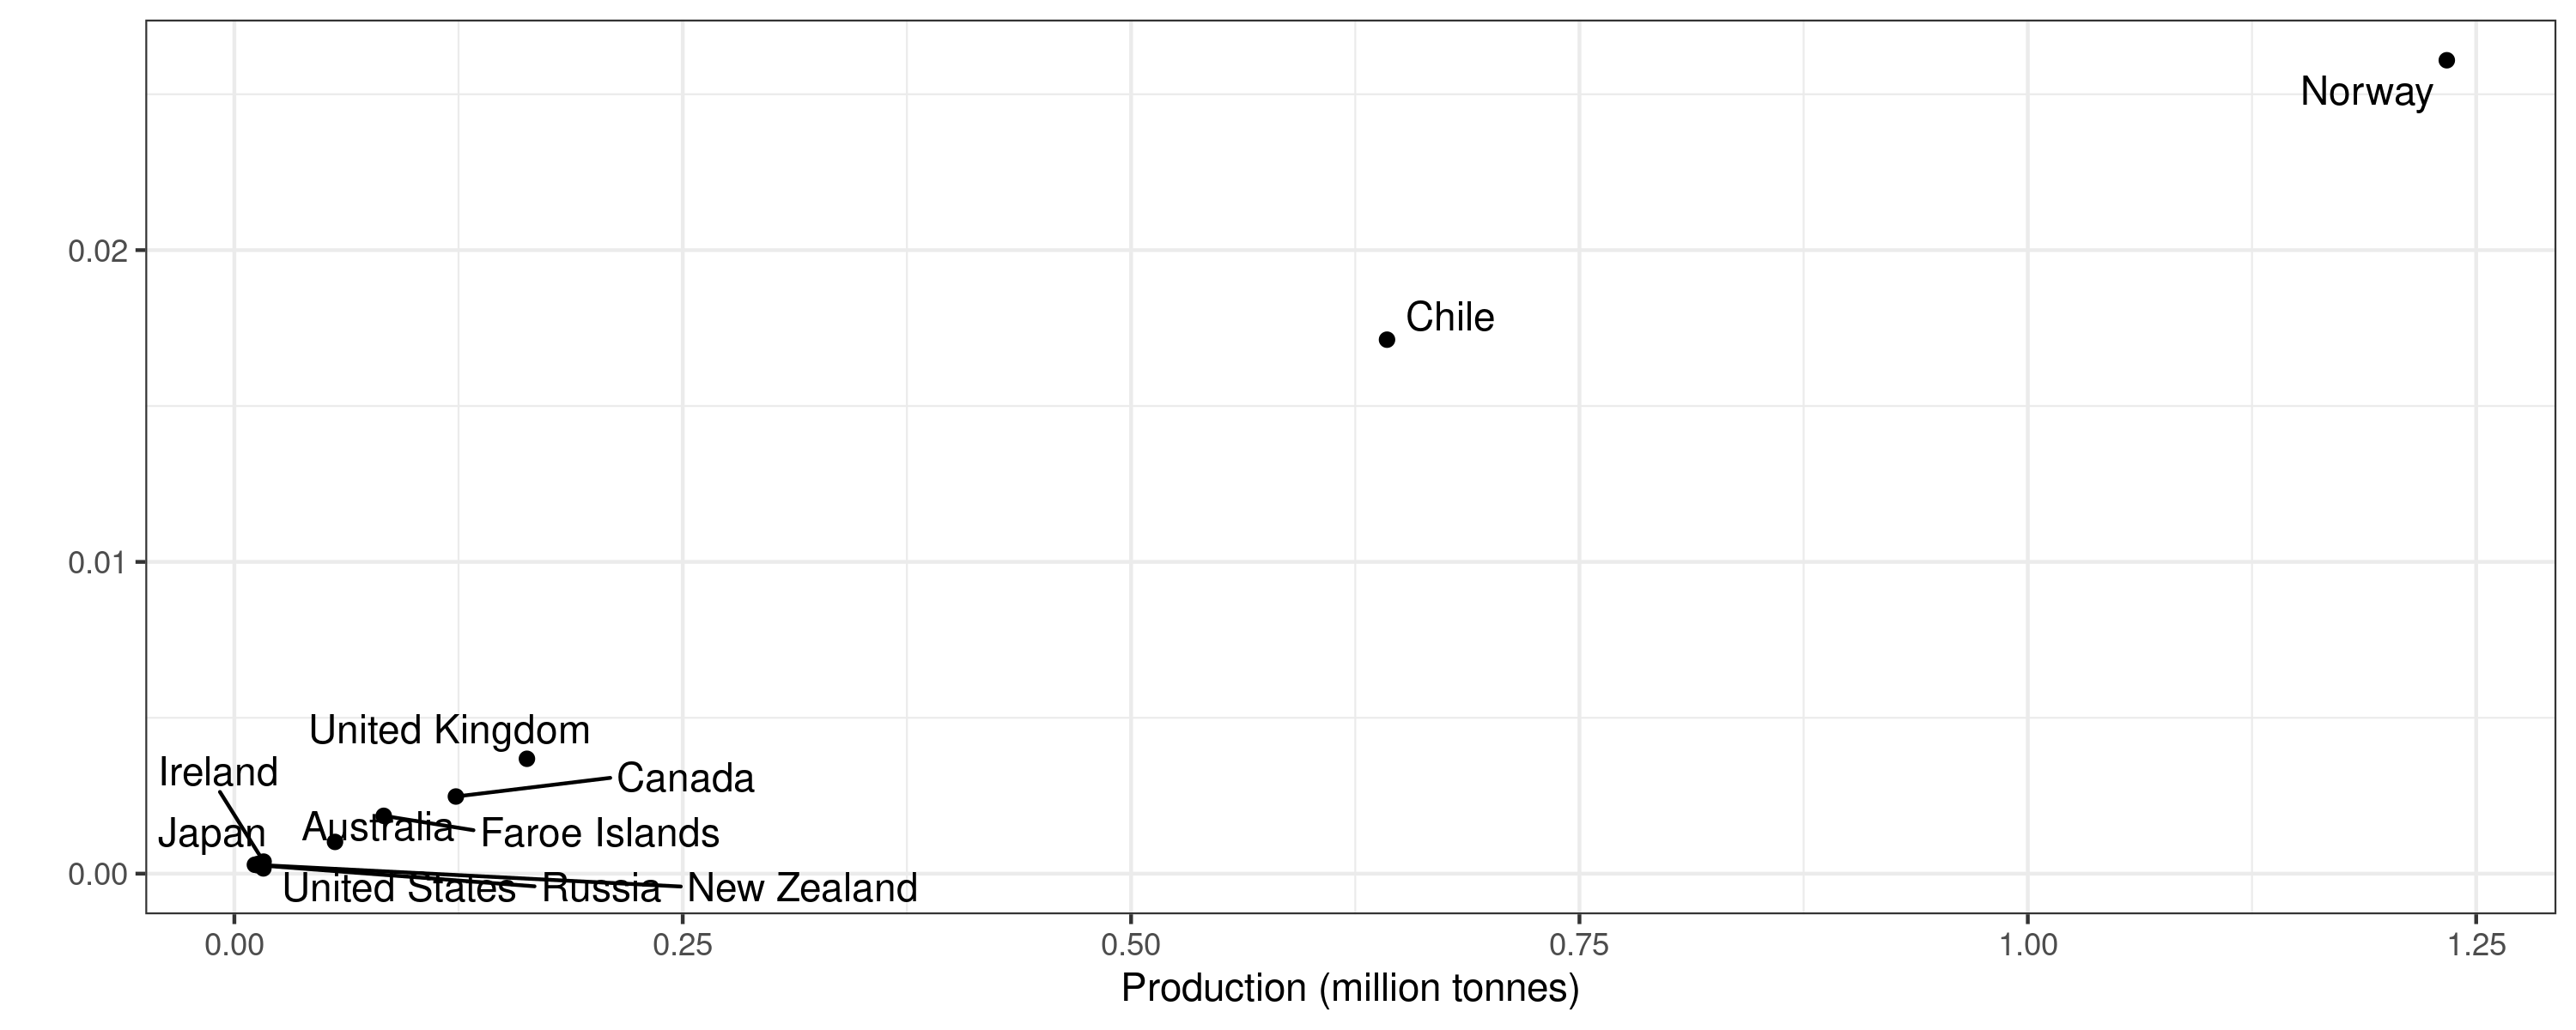 Norway
0.02
Chile
0.01
United Kingdom
Ireland
Canada
Japan
Australia
Faroe Islands
0.00
United States
Russia
New Zealand
0.00 0.25 0.50 0.75 1.00 1.25
Production (million tonnes)